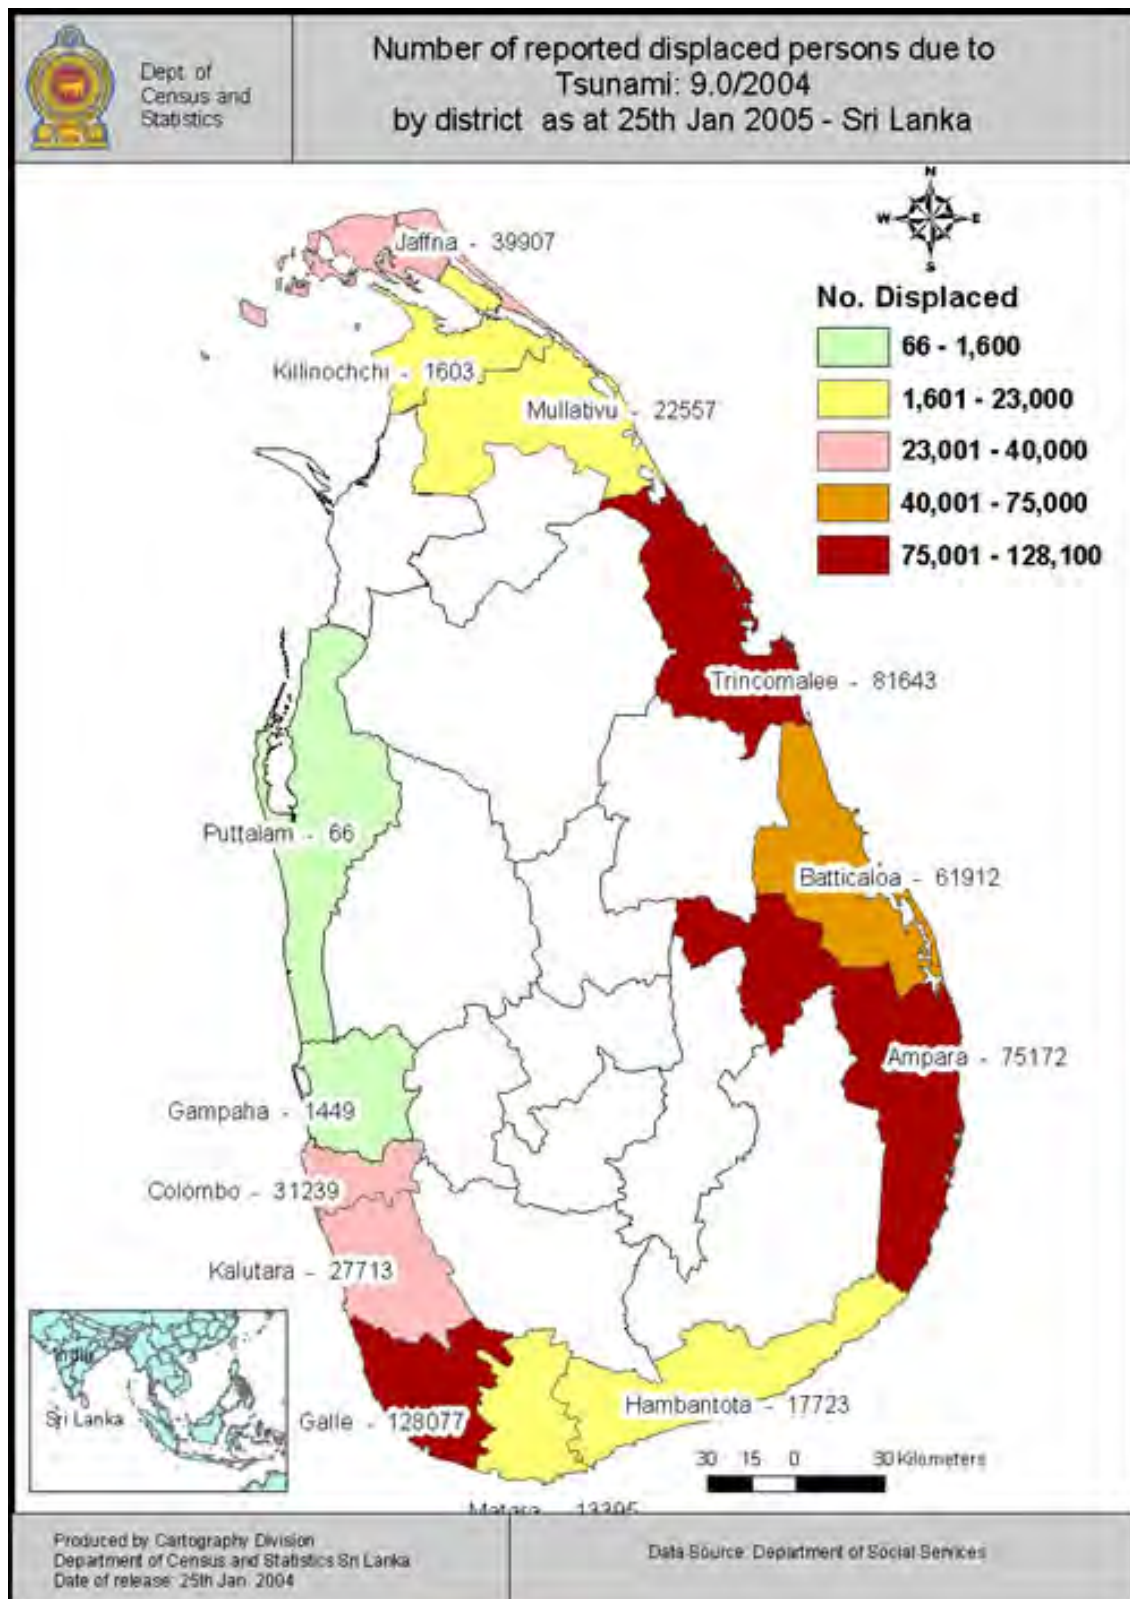 Dept. of
Census and
Statistics
Number of reported displaced persons due to
Tsunami: 9.0/2004
by district as at 25th Jan 2005 - Sri Lanka
N
W
E
S
Jaffna - 39907
No. Displaced
66 - 1,600
1,601 - 23,000
23,001 - 40,000
40,001 - 75,000
75,001 - 128,100
Killinochchi - 1603
Mullativu - 22557
Trincomalee - 81643
Puttalam - 66
Batticaloa - 61912
Ampara - 75172
Gampaha - 1449
Colombo - 31239
Kalutara - 27713
India
Sri Lanka
Galle - 128077
Hambantota - 17723
30 15 0 30 Kilometers
Matara - 13395
Produced by Cartography Division
Department of Census and Statistics Sri Lanka
Date of release: 25th Jan. 2004
Data Source: Department of Social Services